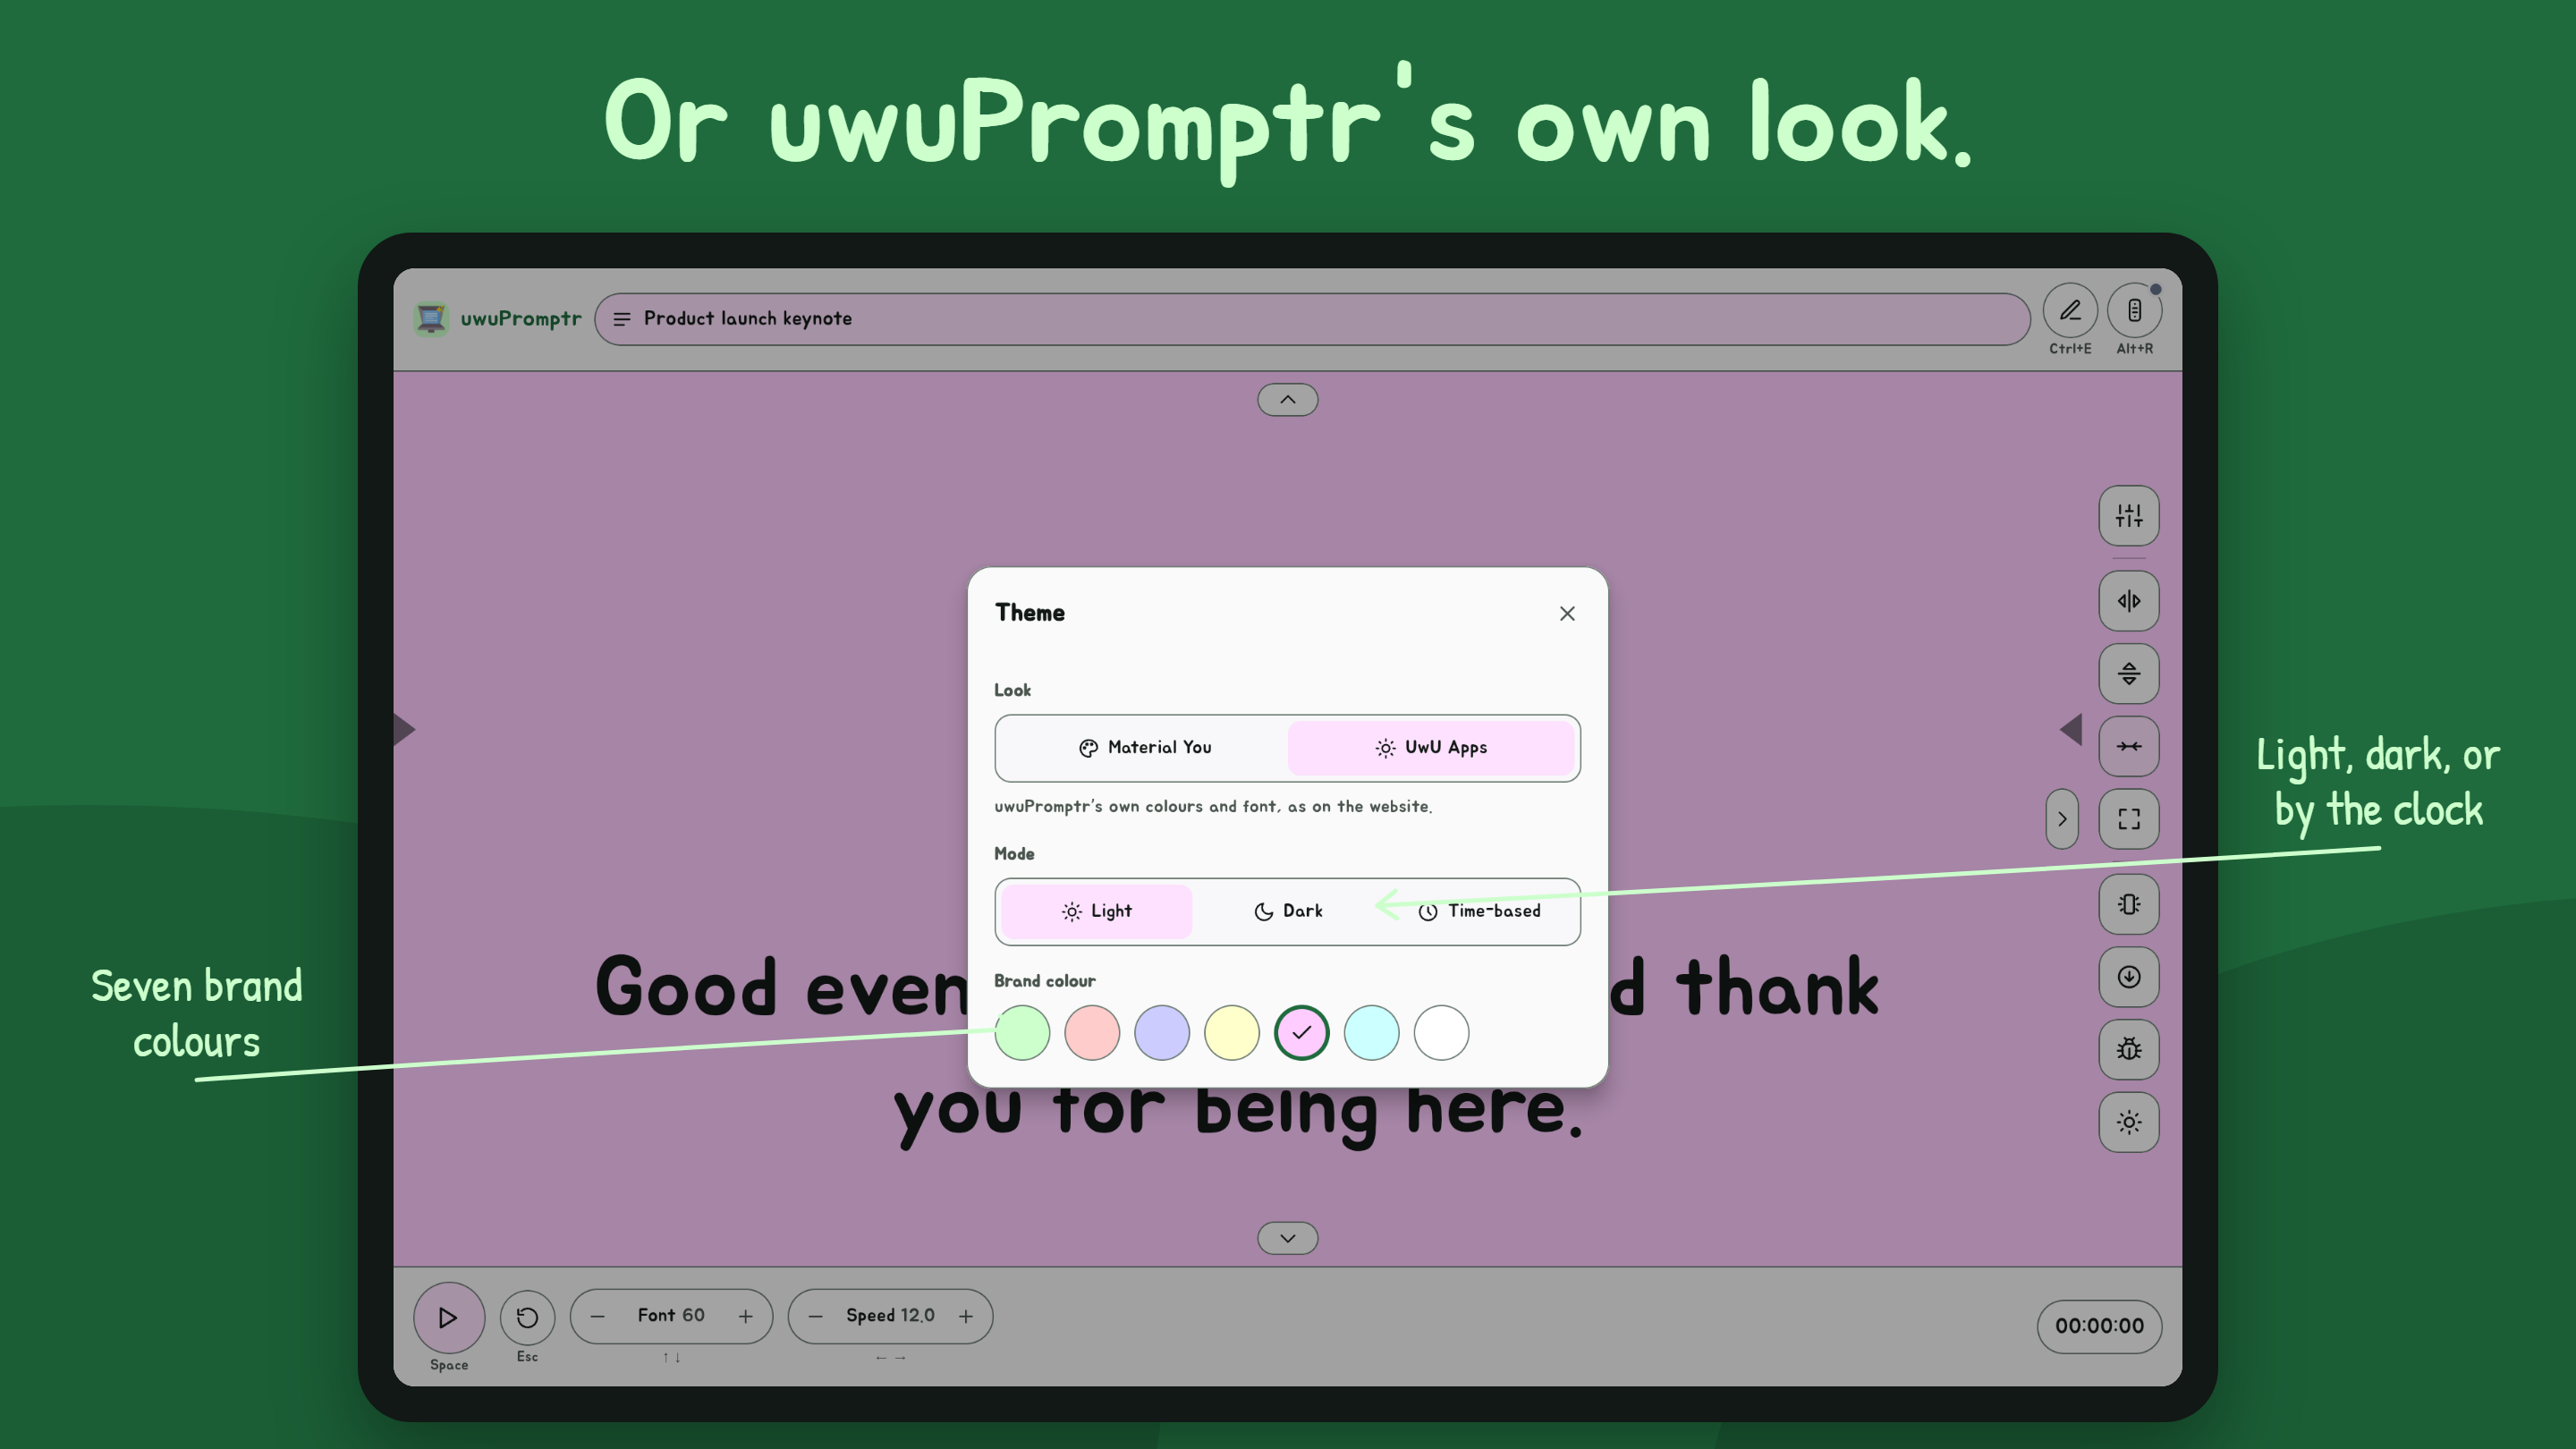 Or uwuPromptr's own look.
uwuPromptr
Product launch keynote
Ctrl+E
Alt+R
Theme
Look
Material You
UwU Apps
uwuPromptr's own colours and font, as on the website.
Mode
Light
Dark
Time-based
Brand colour
Good even
d thank
you for being here.
Light, dark, or
by the clock
Seven brand
colours
Space
Esc
Font 60
↑ ↓
Speed 12.0
← →
00:00:00